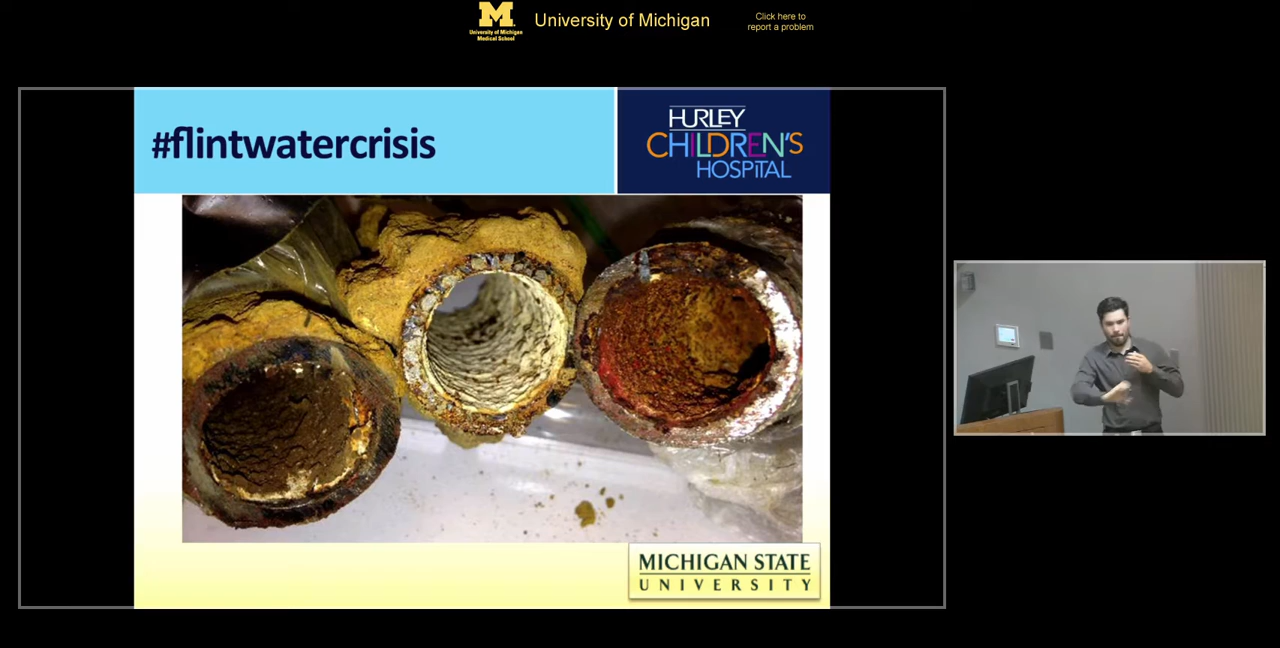 University of Michigan
Medical School
University of Michigan
Click here to
report a problem
#flintwatercrisis
HURLEY
CHILDREN'S
HOSPITAL
MICHIGAN STATE
UNIVERSITY